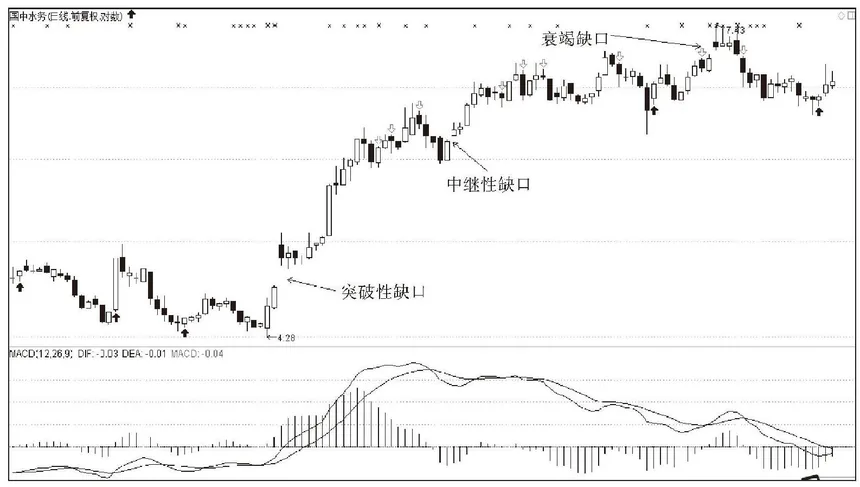 国中水务(日线.前复权.对数)
17.43
衰竭缺口
中继性缺口
突破性缺口
4.28
MACD(12,26,9) DIF:-0.03 DEA:-0.01 MACD:-0.04